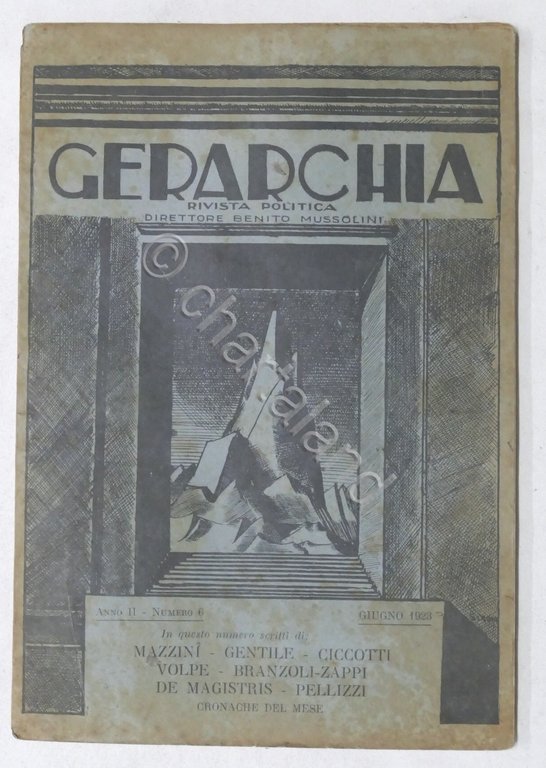 GERARCHIA
RIVISTA POLITICA
DIRETTORE BENITO MUSSOLINI
© chartaland
ANNO II - NUMERO 6
GIUGNO 1923
In questo numero scritti di:
MAZZINI - GENTILE - CICCOTTI
VOLPE - BRANZOLI-ZAPPI
DE MAGISTRIS - PELLIZZI
CRONACHE DEL MESE